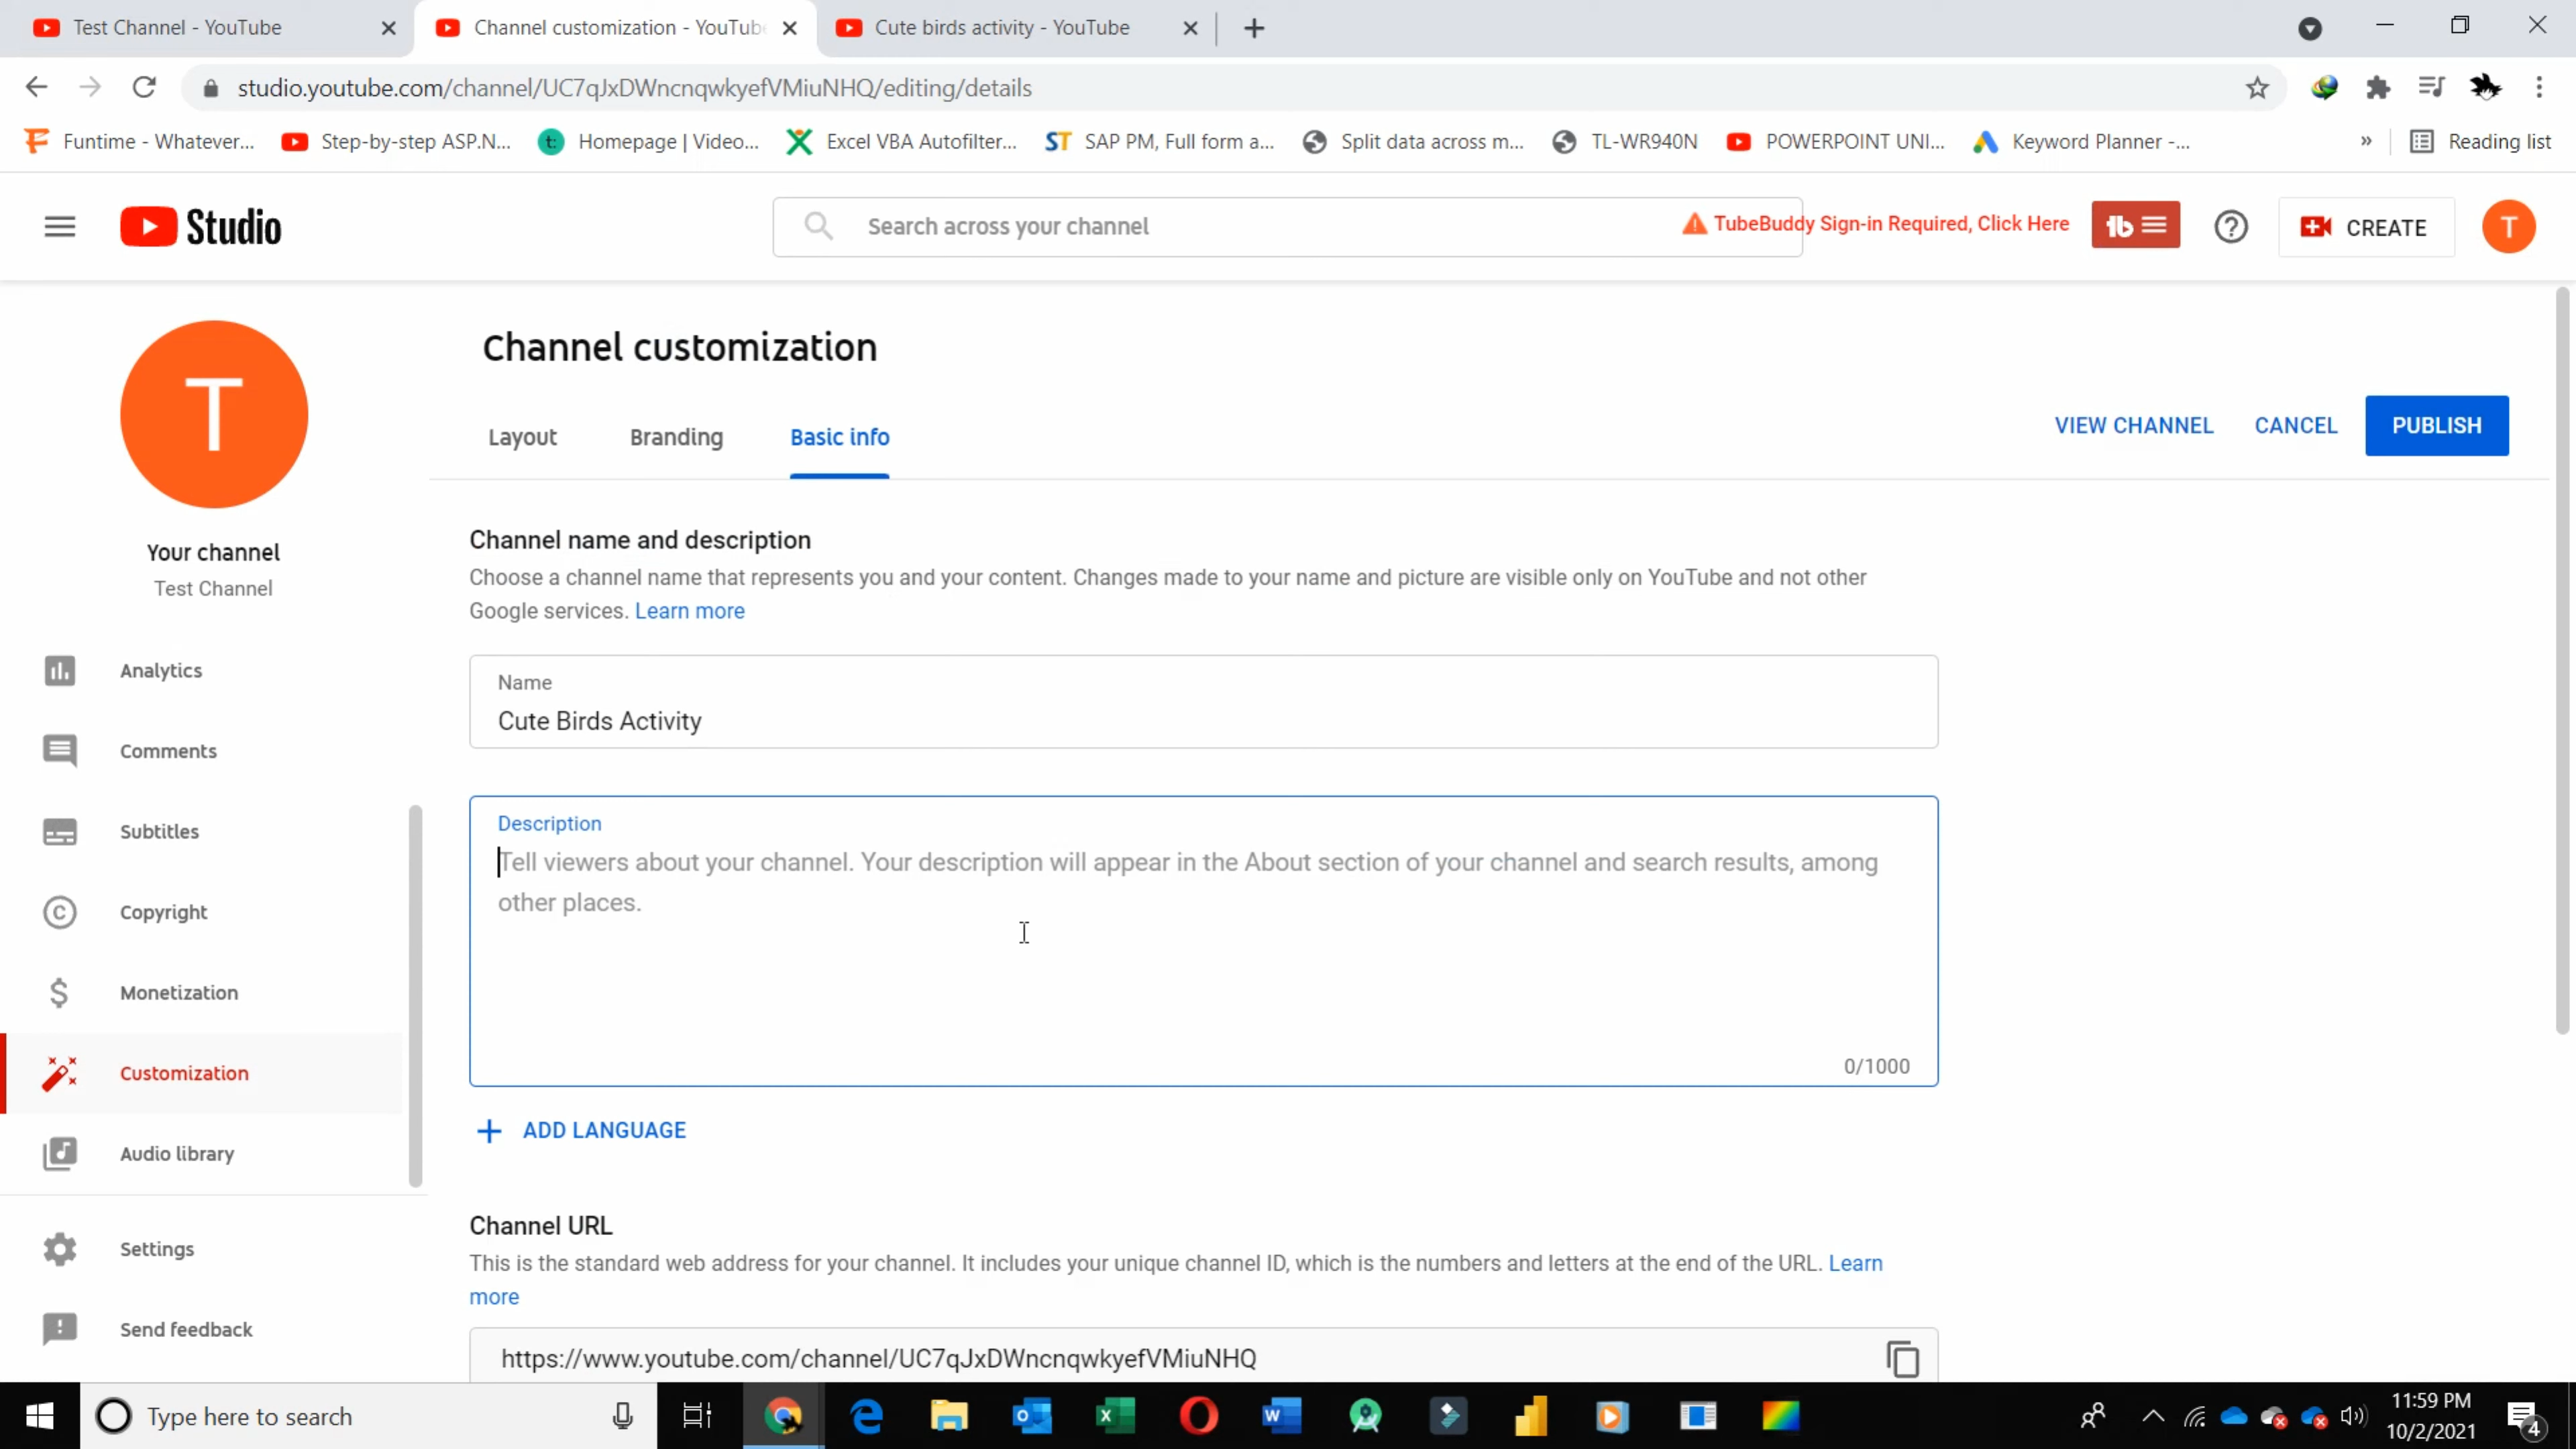 Test Channel - YouTube
Channel customization - YouTube
Cute birds activity - YouTube
studio.youtube.com/channel/UC7qJxDWncnqwkyefVMiuNHQ/editing/details
Funtime - Whatever...
Step-by-step ASP.N...
Homepage | Video...
Excel VBA Autofilter...
SAP PM, Full form a...
Split data across m...
TL-WR940N
POWERPOINT UNI...
Keyword Planner -...
»
Reading list
Studio
Search across your channel
TubeBuddy Sign-in Required, Click Here
CREATE
T
T
Your channel
Test Channel
Analytics
Comments
Subtitles
Copyright
Monetization
Customization
Audio library
Settings
Send feedback
Channel customization
Layout
Branding
Basic info
VIEW CHANNEL
CANCEL
PUBLISH
Channel name and description
Choose a channel name that represents you and your content. Changes made to your name and picture are visible only on YouTube and not other
Google services. Learn more
Name
Cute Birds Activity
Description
Tell viewers about your channel. Your description will appear in the About section of your channel and search results, among
other places.
0/1000
ADD LANGUAGE
Channel URL
This is the standard web address for your channel. It includes your unique channel ID, which is the numbers and letters at the end of the URL. Learn
more
https://www.youtube.com/channel/UC7qJxDWncnqwkyefVMiuNHQ
Type here to search
11:59 PM
10/2/2021
4